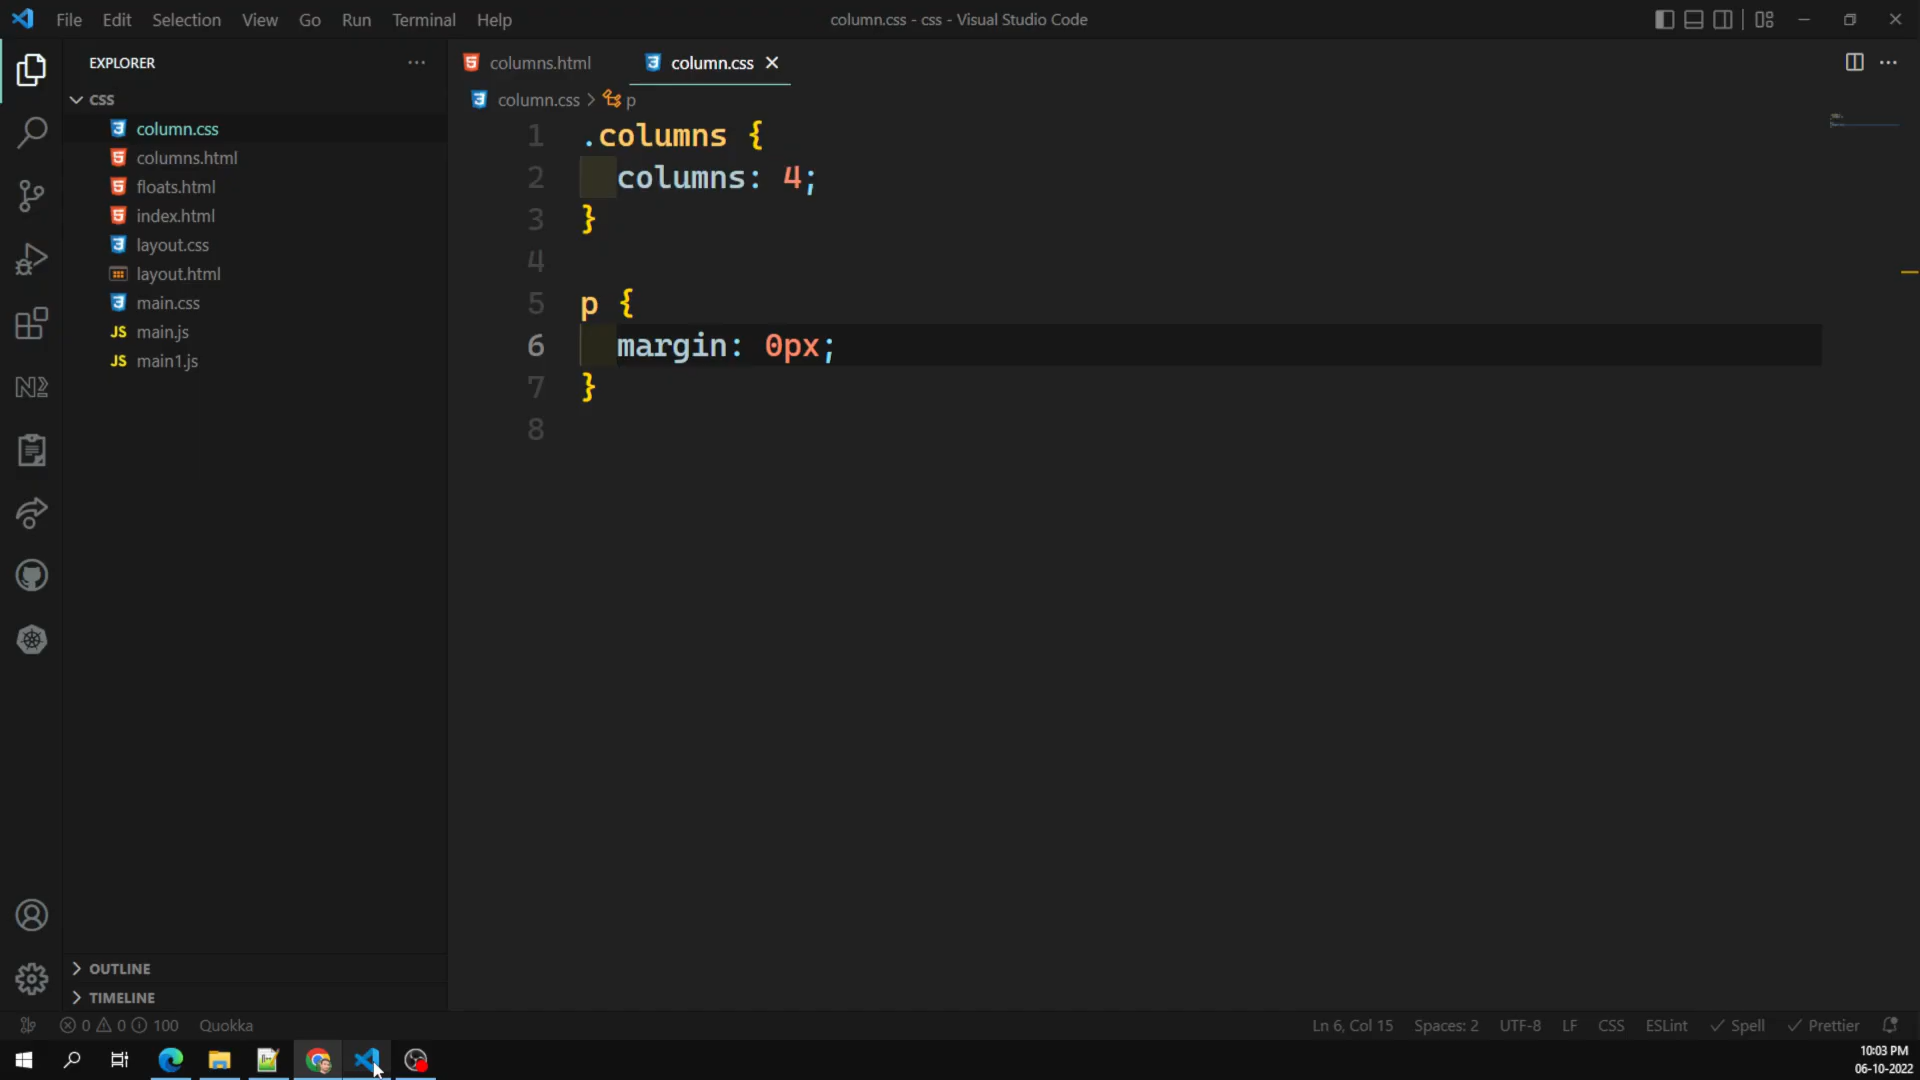 File Edit Selection View Go Run Terminal Help
column.css - css - Visual Studio Code
EXPLORER
CSS
column.css
columns.html
floats.html
index.html
layout.css
layout.html
main.css
JS main.js
JS main1.js
OUTLINE
TIMELINE
columns.html
column.css
column.css > p
1 .columns {
2 columns: 4;
3 }
4
5 p {
6 margin: 0px;
7 }
8
0 0 100 Quokka
Ln 6, Col 15 Spaces: 2 UTF-8 LF CSS ESLint Spell Prettier
10:03 PM
06-10-2022